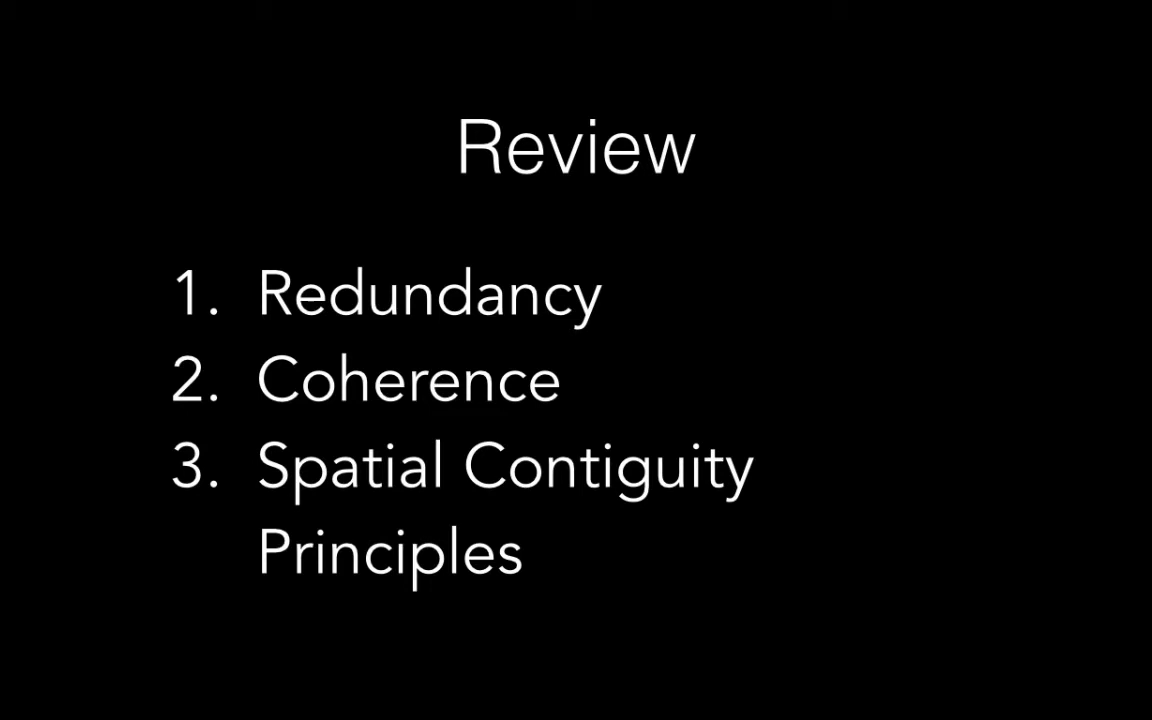 Review
1. Redundancy
2. Coherence
3. Spatial Contiguity
Principles